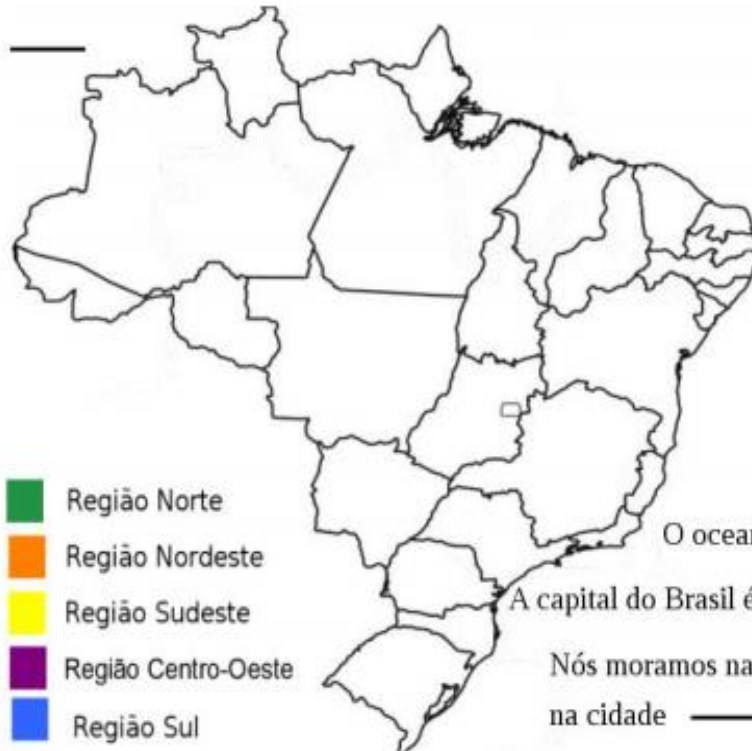 Região Norte
Região Nordeste
Região Sudeste
Região Centro-Oeste
Região Sul
A capital do Brasil é
Nós moramos na
na cidade